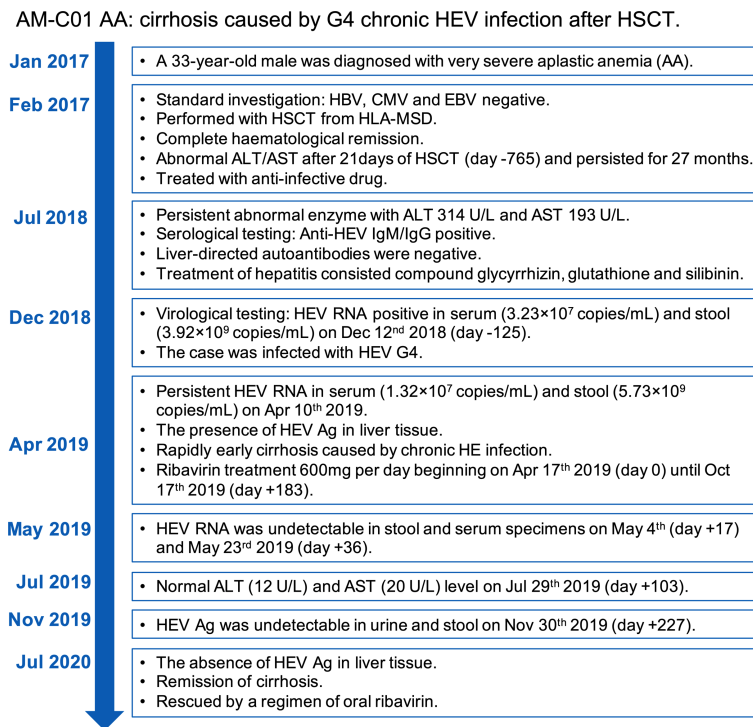 AM-C01 AA: cirrhosis caused by G4 chronic HEV infection after HSCT.
Jan 2017
• A 33-year-old male was diagnosed with very severe aplastic anemia (AA).
Feb 2017
• Standard investigation: HBV, CMV and EBV negative.
• Performed with HSCT from HLA-MSD.
• Complete haematological remission.
• Abnormal ALT/AST after 21days of HSCT (day -765) and persisted for 27 months.
• Treated with anti-infective drug.
Jul 2018
• Persistent abnormal enzyme with ALT 314 U/L and AST 193 U/L.
• Serological testing: Anti-HEV IgM/IgG positive.
• Liver-directed autoantibodies were negative.
• Treatment of hepatitis consisted compound glycyrrhizin, glutathione and silibinin.
Dec 2018
• Virological testing: HEV RNA positive in serum (3.23×10⁷ copies/mL) and stool
(3.92×10⁹ copies/mL) on Dec 12ⁿᵈ 2018 (day -125).
• The case was infected with HEV G4.
Apr 2019
• Persistent HEV RNA in serum (1.32×10⁷ copies/mL) and stool (5.73×10⁹
copies/mL) on Apr 10ᵗʰ 2019.
• The presence of HEV Ag in liver tissue.
• Rapidly early cirrhosis caused by chronic HE infection.
• Ribavirin treatment 600mg per day beginning on Apr 17ᵗʰ 2019 (day 0) until Oct
17ᵗʰ 2019 (day +183).
May 2019
• HEV RNA was undetectable in stool and serum specimens on May 4ᵗʰ (day +17)
and May 23ʳᵈ 2019 (day +36).
Jul 2019
• Normal ALT (12 U/L) and AST (20 U/L) level on Jul 29ᵗʰ 2019 (day +103).
Nov 2019
• HEV Ag was undetectable in urine and stool on Nov 30ᵗʰ 2019 (day +227).
Jul 2020
• The absence of HEV Ag in liver tissue.
• Remission of cirrhosis.
• Rescued by a regimen of oral ribavirin.